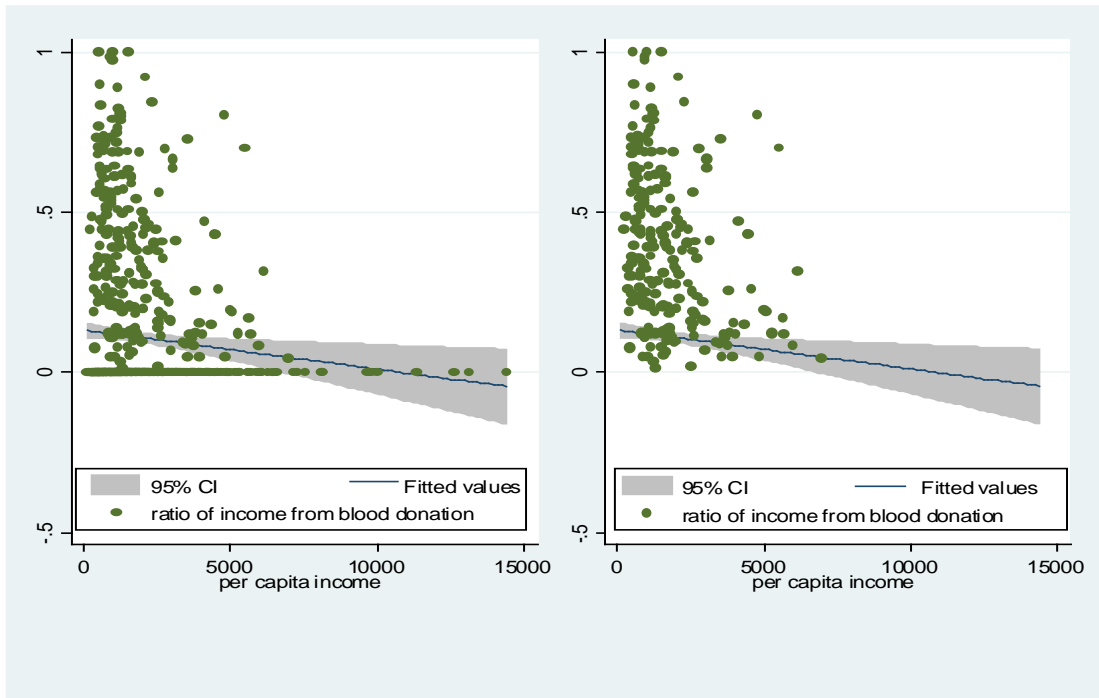 1
.5
0
-.5
95% CI
Fitted values
ratio of income from blood donation
0
5000
10000
15000
per capita income
1
.5
0
-.5
95% CI
Fitted values
ratio of income from blood donation
0
5000
10000
15000
per capita income